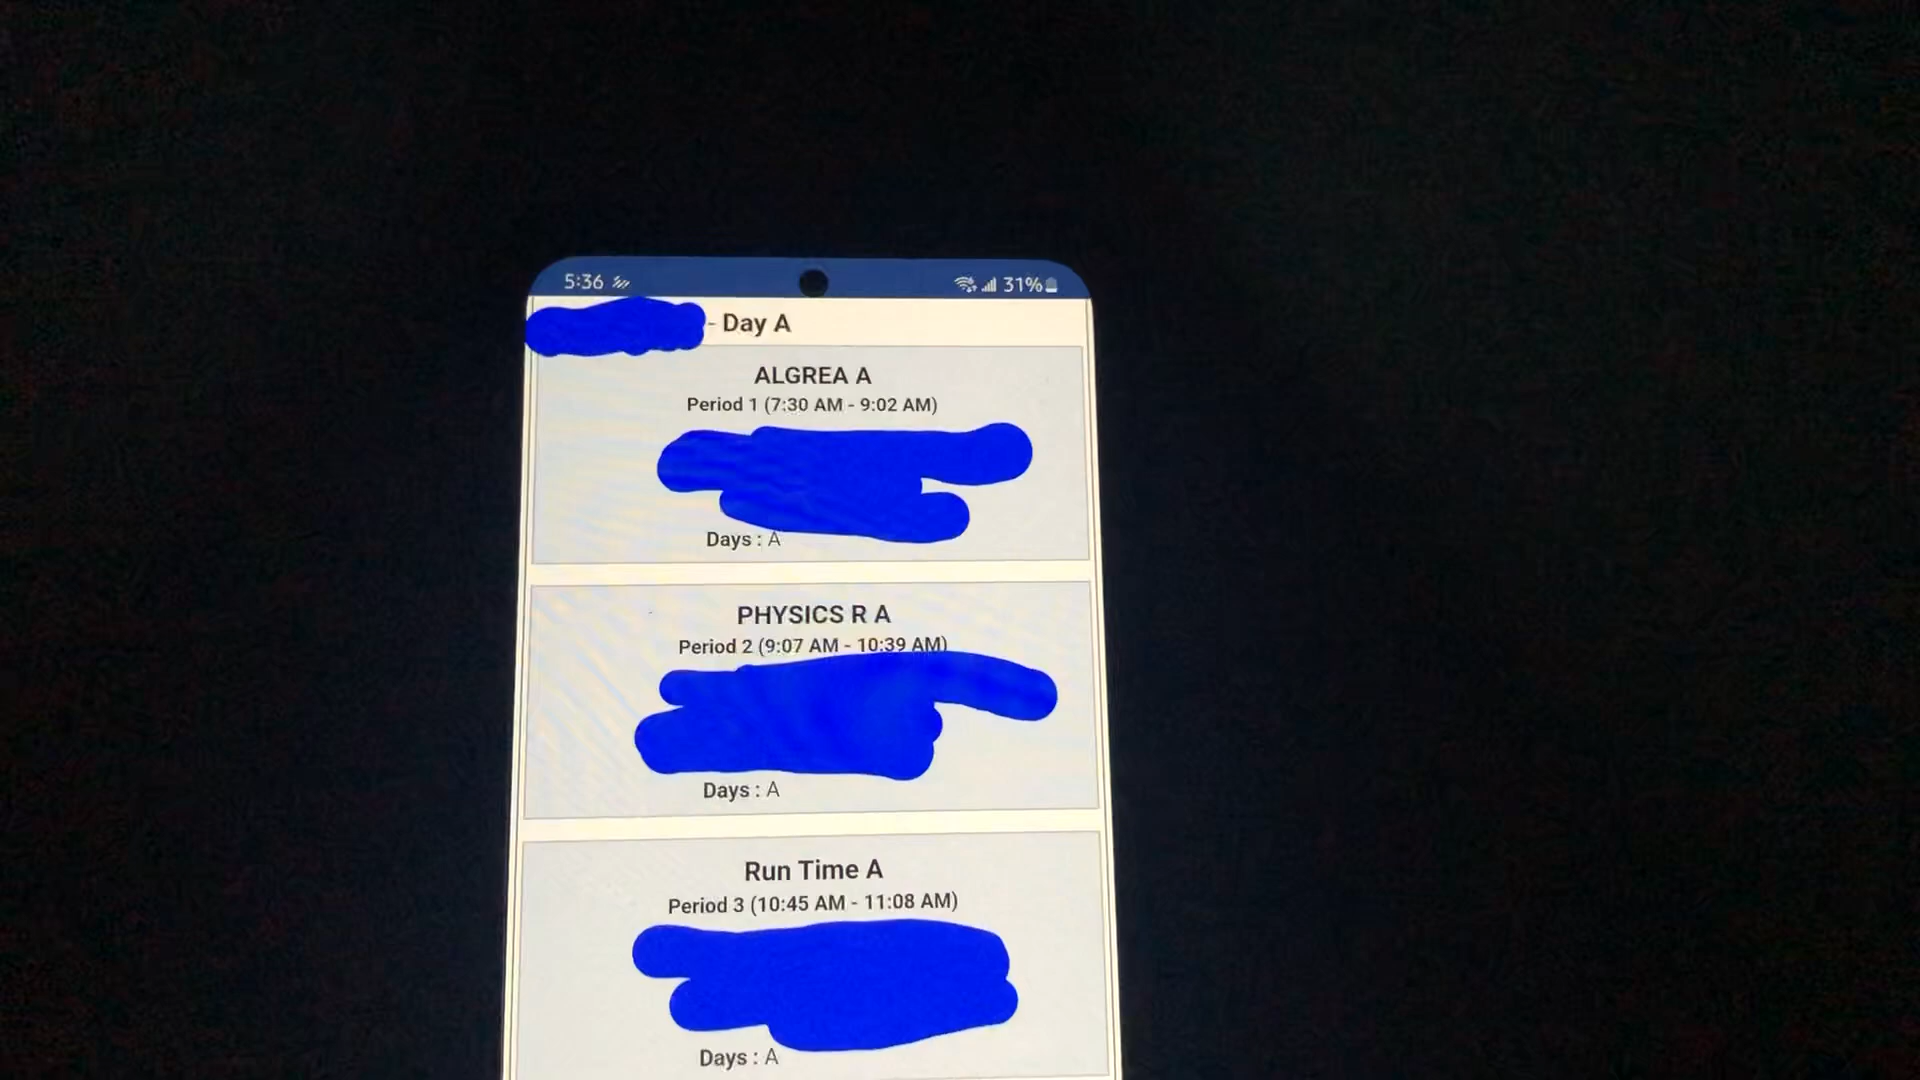 5:36 31%
- Day A
ALGREA A
Period 1 (7:30 AM - 9:02 AM)
Days : A
PHYSICS R A
Period 2 (9:07 AM - 10:39 AM)
Days : A
Run Time A
Period 3 (10:45 AM - 11:08 AM)
Days : A